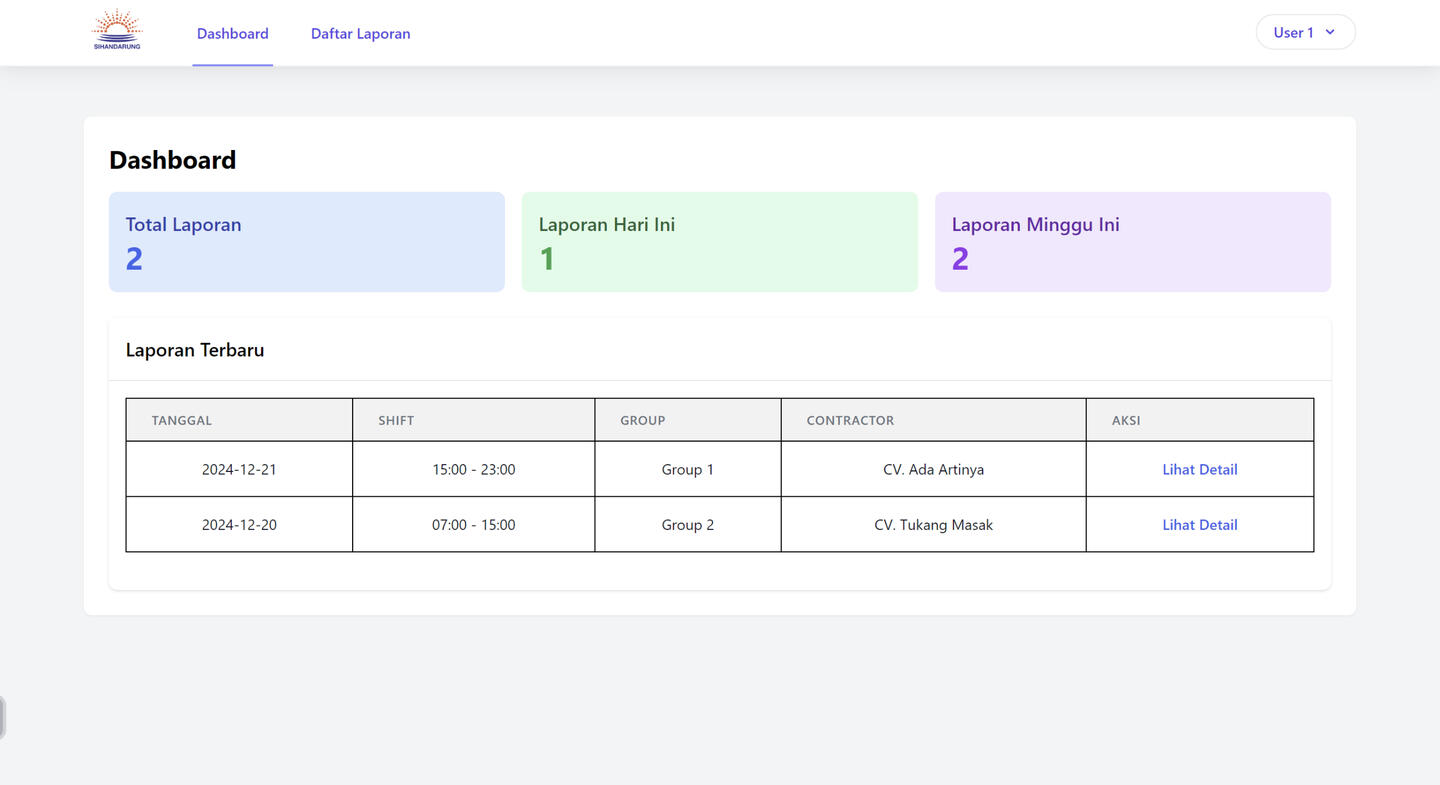 SIHANDARUNG
Dashboard Daftar Laporan User 1
Dashboard
Total Laporan Laporan Hari Ini Laporan Minggu Ini
2 1 2
Laporan Terbaru
TANGGAL SHIFT GROUP CONTRACTOR AKSI
2024-12-21 15:00 - 23:00 Group 1 CV. Ada Artinya Lihat Detail
2024-12-20 07:00 - 15:00 Group 2 CV. Tukang Masak Lihat Detail